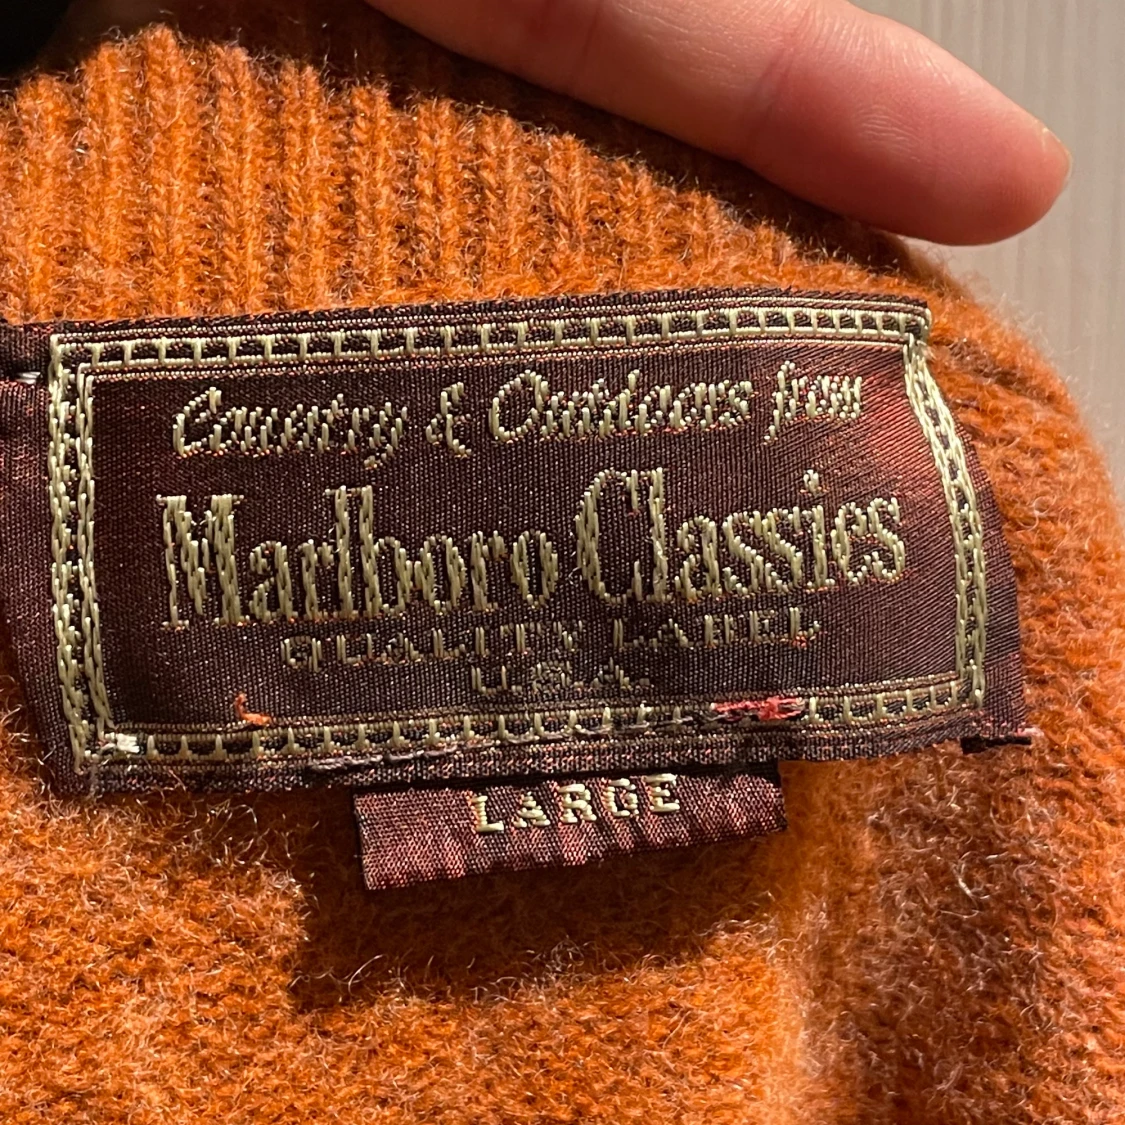 Country & Outdoors from
Marlboro Classics
QUALITY LABEL
U.S.A.
LARGE